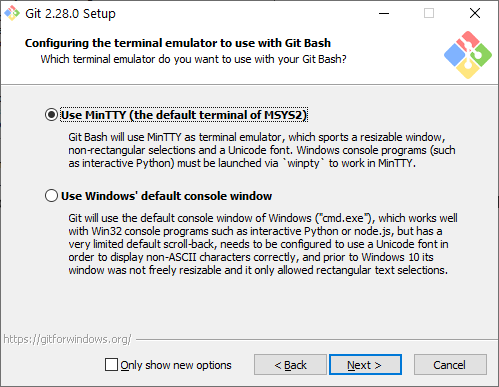 Git 2.28.0 Setup
Configuring the terminal emulator to use with Git Bash
Which terminal emulator do you want to use with your Git Bash?
Use MinTTY (the default terminal of MSYS2)
Git Bash will use MinTTY as terminal emulator, which sports a resizable window,
non-rectangular selections and a Unicode font. Windows console programs (such
as interactive Python) must be launched via `winpty` to work in MinTTY.
Use Windows' default console window
Git will use the default console window of Windows ("cmd.exe"), which works well
with Win32 console programs such as interactive Python or node.js, but has a
very limited default scroll-back, needs to be configured to use a Unicode font in
order to display non-ASCII characters correctly, and prior to Windows 10 its
window was not freely resizable and it only allowed rectangular text selections.
https://gitforwindows.org/
Only show new options
< Back
Next >
Cancel